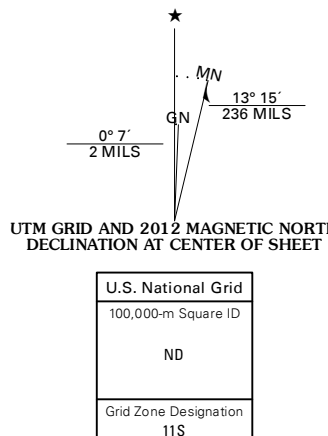 ★
MN
GN
13° 15´
236 MILS
0° 7´
2 MILS
UTM GRID AND 2012 MAGNETIC NORTH
DECLINATION AT CENTER OF SHEET
U.S. National Grid
100,000-m Square ID
ND
Grid Zone Designation
11S